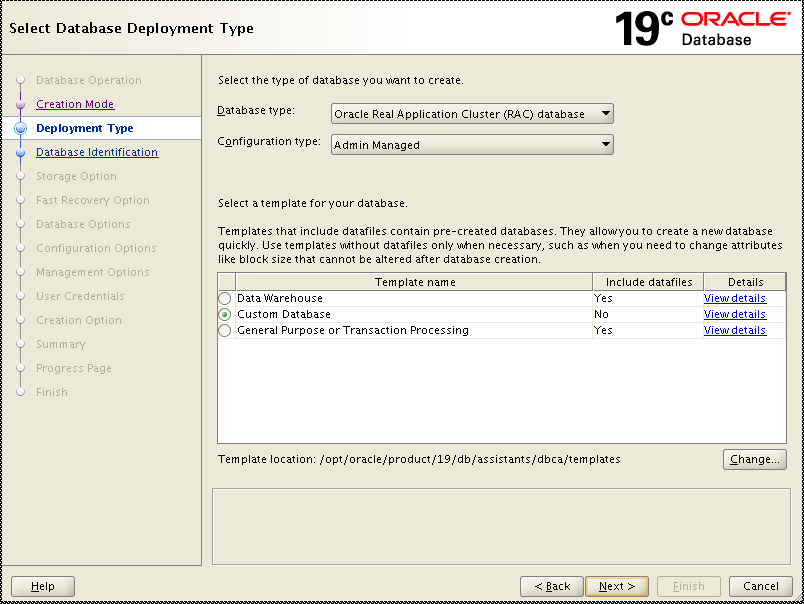 Select Database Deployment Type
19c ORACLE
Database
Database Operation
Creation Mode
Deployment Type
Database Identification
Storage Option
Fast Recovery Option
Database Options
Configuration Options
Management Options
User Credentials
Creation Option
Summary
Progress Page
Finish
Select the type of database you want to create.
Database type: Oracle Real Application Cluster (RAC) database
Configuration type: Admin Managed
Select a template for your database.
Templates that include datafiles contain pre-created databases. They allow you to create a new database
quickly. Use templates without datafiles only when necessary, such as when you need to change attributes
like block size that cannot be altered after database creation.
Template name Include datafiles Details
Data Warehouse Yes View details
Custom Database No View details
General Purpose or Transaction Processing Yes View details
Template location: /opt/oracle/product/19/db/assistants/dbca/templates Change...
Help < Back Next > Finish Cancel